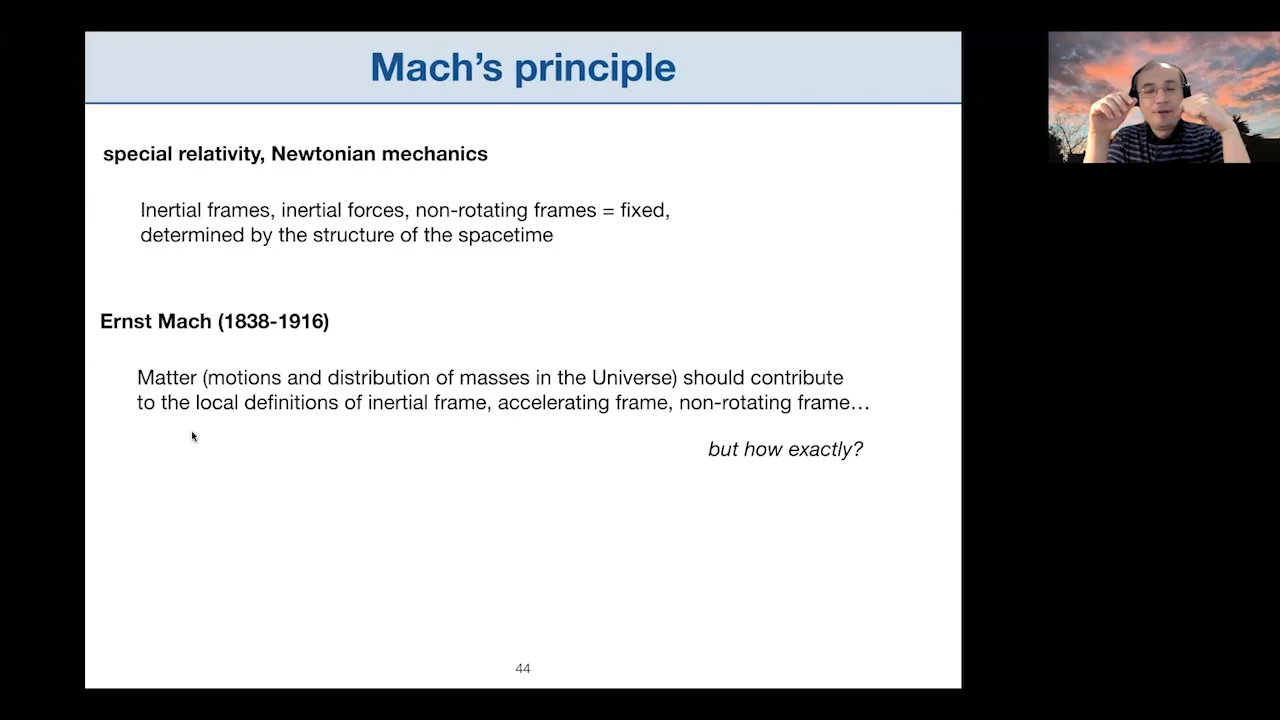 Mach's principle
special relativity, Newtonian mechanics
Inertial frames, inertial forces, non-rotating frames = fixed,
determined by the structure of the spacetime
Ernst Mach (1838-1916)
Matter (motions and distribution of masses in the Universe) should contribute
to the local definitions of inertial frame, accelerating frame, non-rotating frame…
but how exactly?
44